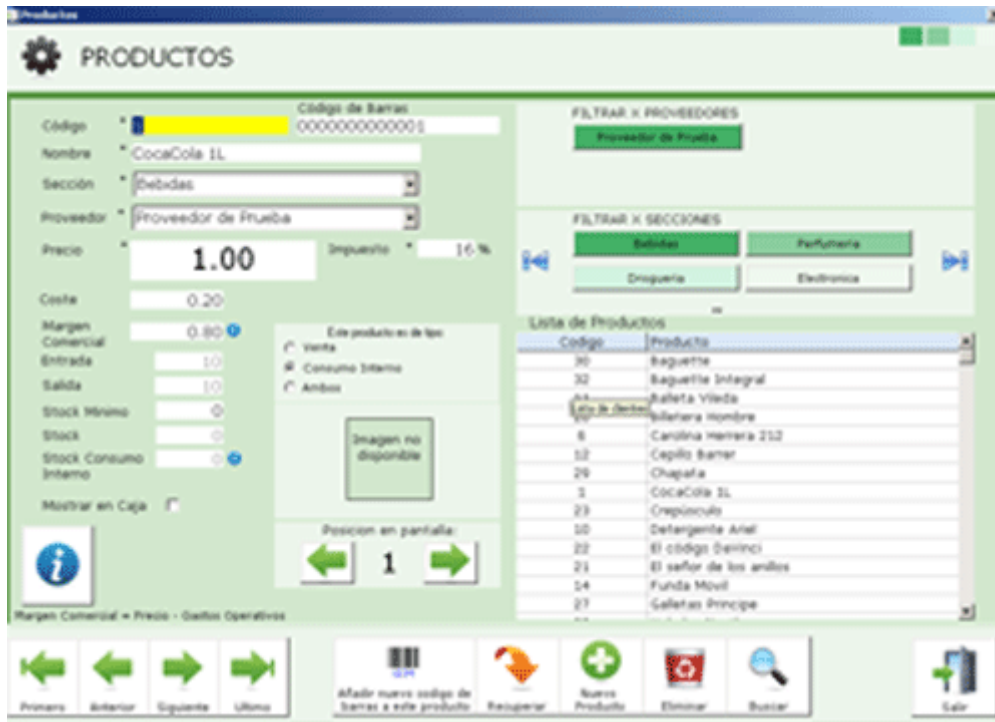 Productos
PRODUCTOS
Código de Barras
Código * 0000000000001
Nombre * CocaCola 1L
Sección * Bebidas
Proveedor * Proveedor de Prueba
Precio * 1.00 Impuesto * 16 %
Coste 0.20
Margen Comercial 0.80
Entrada 10
Salida 10
Stock Minimo 0
Stock 0
Stock Consumo Interno 0
Mostrar en Caja
Este producto es de tipo:
Venta
Consumo Interno
Ambos
Imagen no
disponible
Posicion en pantalla:
1
Margen Comercial = Precio - Gastos Operativos
FILTRAR X PROVEEDORES
Proveedor de Prueba
FILTRAR X SECCIONES
Bebidas Perfumeria
Drogueria Electronica
Lista de Productos
Codigo Producto
30 Baguette
32 Baguette Integral
Balleta Vileda
Lista de clientes
Billetera Hombre
6 Carolina Herrera 212
12 Cepillo Barrer
29 Chapata
1 CocaCola 1L
23 Crepúsculo
10 Detergente Ariel
22 El código Davinci
21 El señor de los anillos
14 Funda Movil
27 Galletas Principe
Primero Anterior Siguiente Ultimo
Añadir nuevo codigo de
barras a este producto
Recuperar
Nuevo
Producto
Eliminar
Buscar
Salir